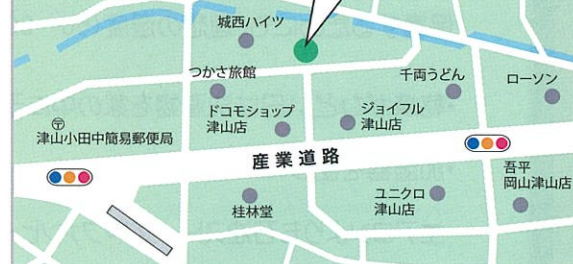 城西ハイツ
つかさ旅館
千両うどん
ローソン
ドコモショップ
津山店
ジョイフル
津山店
〒
津山小田中簡易郵便局
産業道路
吾平
岡山津山店
ユニクロ
津山店
桂林堂